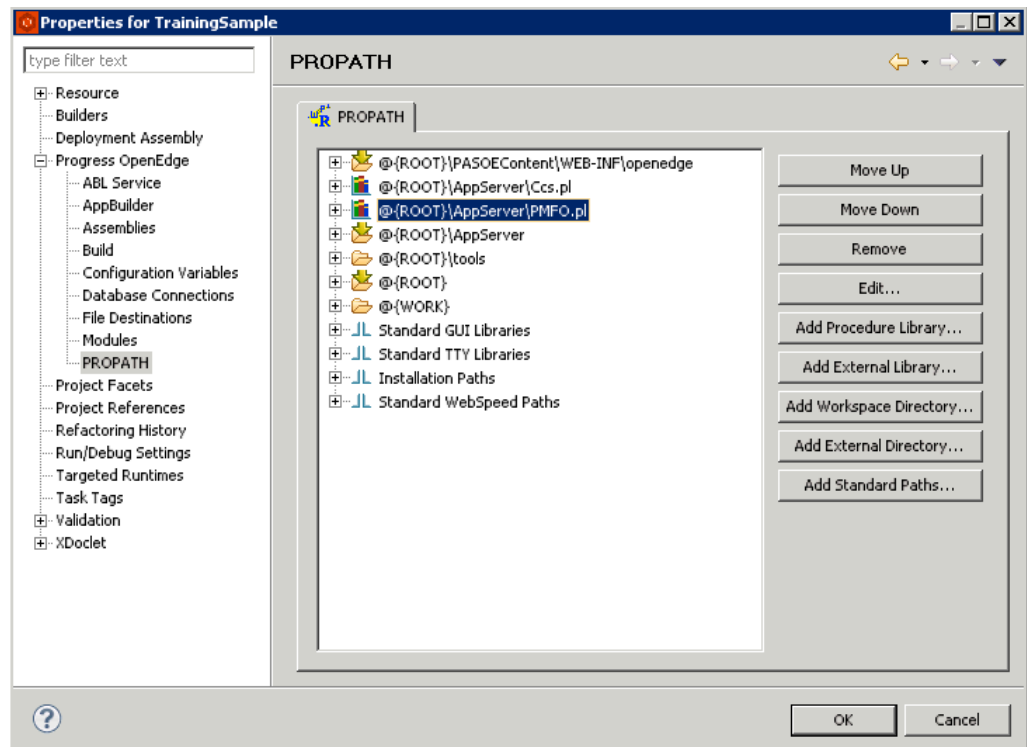 Properties for TrainingSample
type filter text
Resource
Builders
Deployment Assembly
Progress OpenEdge
ABL Service
AppBuilder
Assemblies
Build
Configuration Variables
Database Connections
File Destinations
Modules
PROPATH
Project Facets
Project References
Refactoring History
Run/Debug Settings
Targeted Runtimes
Task Tags
Validation
XDoclet
PROPATH
PROPATH
@{ROOT}\PASOEContent\WEB-INF\openedge
@{ROOT}\AppServer\Ccs.pl
@{ROOT}\AppServer\PMFO.pl
@{ROOT}\AppServer
@{ROOT}\tools
@{ROOT}
@{WORK}
Standard GUI Libraries
Standard TTY Libraries
Installation Paths
Standard WebSpeed Paths
Move Up
Move Down
Remove
Edit...
Add Procedure Library...
Add External Library...
Add Workspace Directory...
Add External Directory...
Add Standard Paths...
OK
Cancel